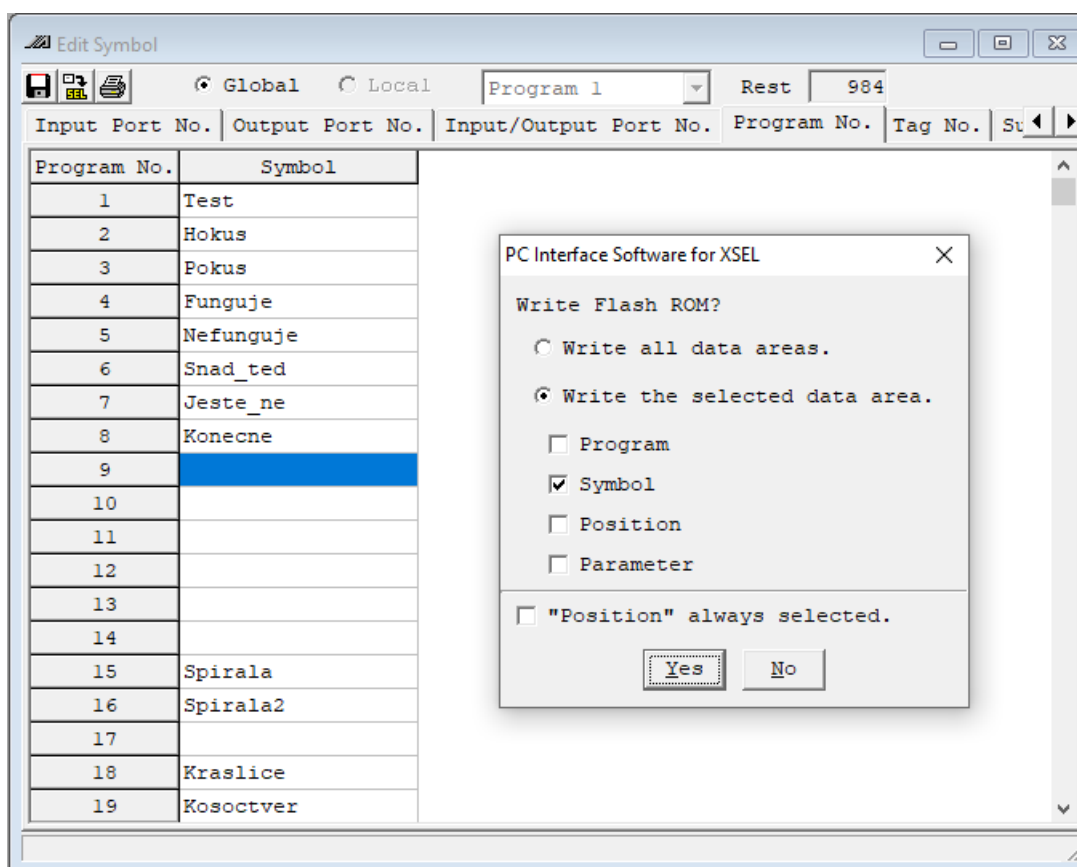 Edit Symbol
SEL Global Local Program 1 Rest 984
Input Port No. Output Port No. Input/Output Port No. Program No. Tag No.
Program No. Symbol
1 Test
2 Hokus
3 Pokus
4 Funguje
5 Nefunguje
6 Snad_ted
7 Jeste_ne
8 Konecne
9
10
11
12
13
14
15 Spirala
16 Spirala2
17
18 Kraslice
19 Kosoctver
PC Interface Software for XSEL
Write Flash ROM?
Write all data areas.
Write the selected data area.
Program
Symbol
Position
Parameter
"Position" always selected.
Yes No